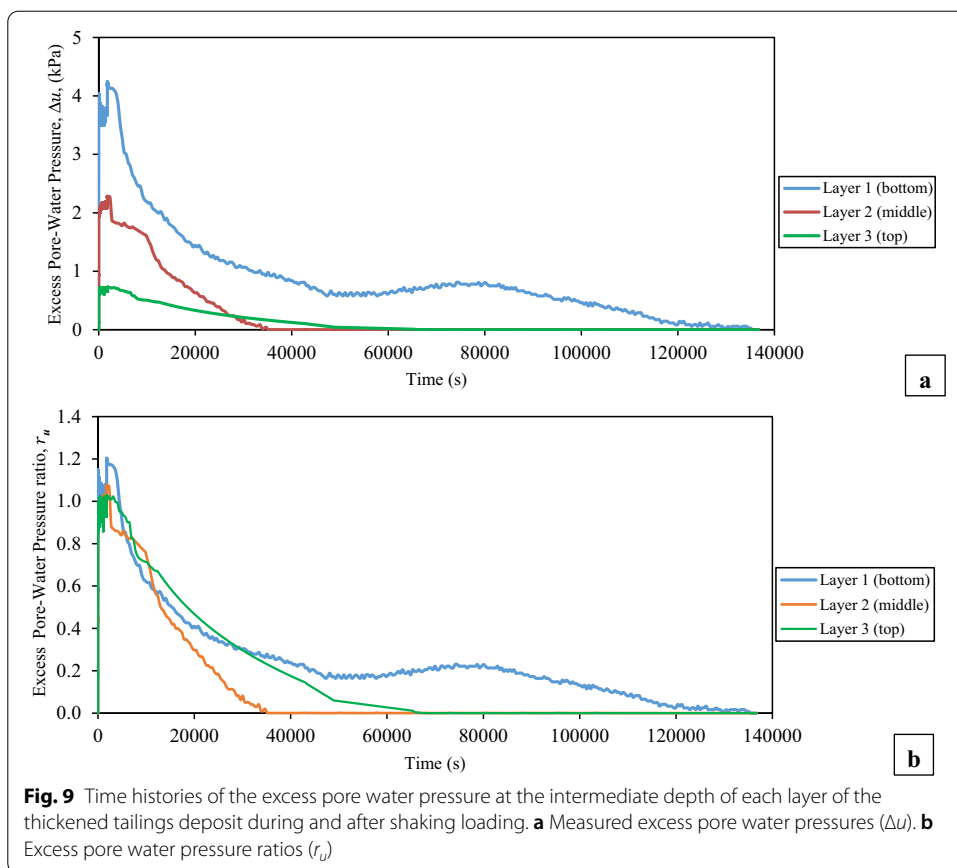 5
4
3
2
1
0
Excess Pore-Water Pressure, Δu, (kPa)
0 20000 40000 60000 80000 100000 120000 140000
Time (s)
Layer 1 (bottom)
Layer 2 (middle)
Layer 3 (top)
a
1.4
1.2
1.0
0.8
0.6
0.4
0.2
0.0
Excess Pore-Water Pressure ratio, ru
0 20000 40000 60000 80000 100000 120000 140000
Time (s)
Layer 1 (bottom)
Layer 2 (middle)
Layer 3 (top)
b
Fig. 9 Time histories of the excess pore water pressure at the intermediate depth of each layer of the
thickened tailings deposit during and after shaking loading. a Measured excess pore water pressures (Δu). b
Excess pore water pressure ratios (ru)